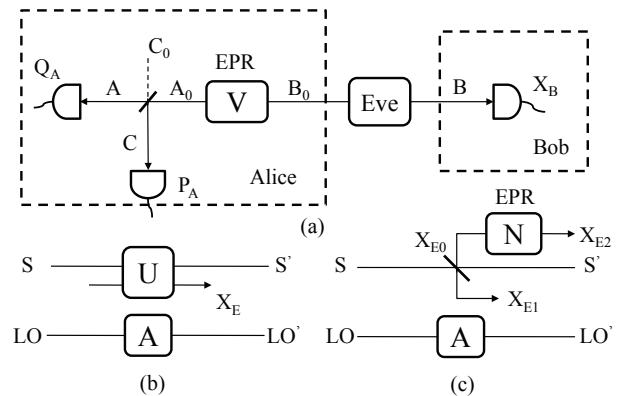 C₀
Q_A A A₀ EPR V B₀ Eve B X_B
C
P_A Alice Bob
(a)
EPR
S U S' X_E0 N X_E2
X_E S S'
X_E1
LO A LO' LO A LO'
(b) (c)